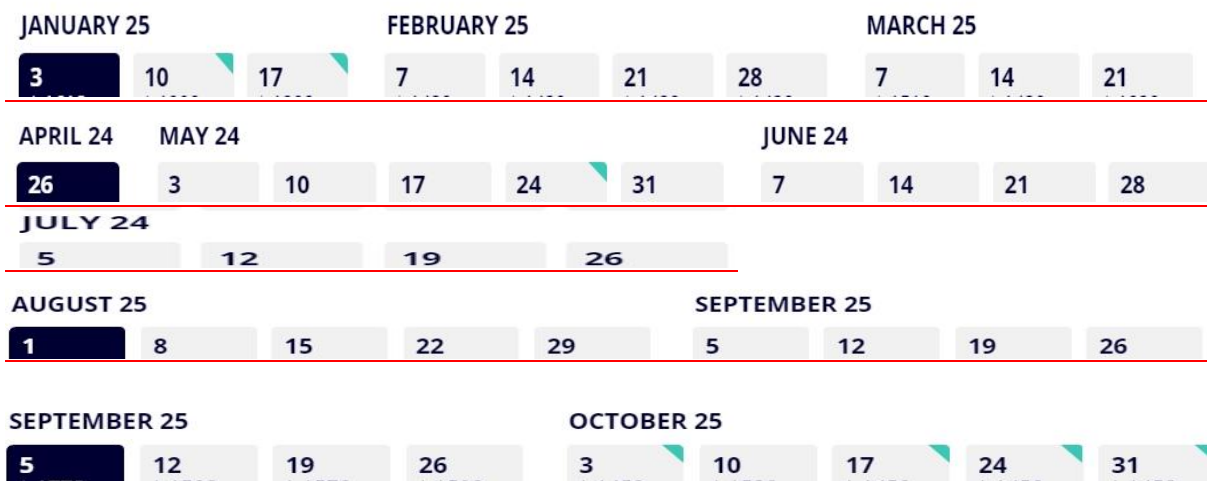 JANUARY 25 FEBRUARY 25 MARCH 25
3 10 17 7 14 21 28 7 14 21
APRIL 24 MAY 24 JUNE 24
26 3 10 17 24 31 7 14 21 28
JULY 24
5 12 19 26
AUGUST 25 SEPTEMBER 25
1 8 15 22 29 5 12 19 26
SEPTEMBER 25 OCTOBER 25
5 12 19 26 3 10 17 24 31